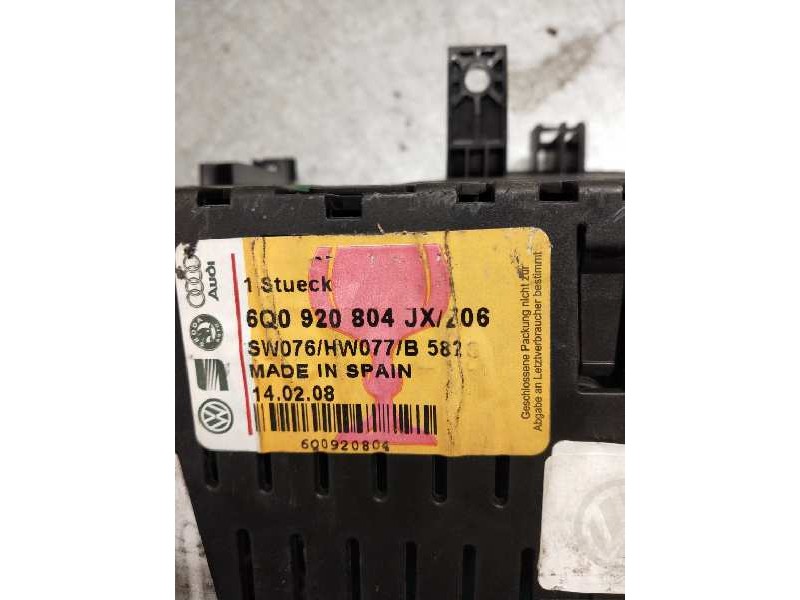 1 Stueck
6Q0 920 804 JX/Z06
SW076/HW077/B
MADE IN SPAIN
14.02.08
6Q0920804
Audi
SKODA
Geschlossene Packung nicht zur
Abgabe an Letztverbraucher bestimmt